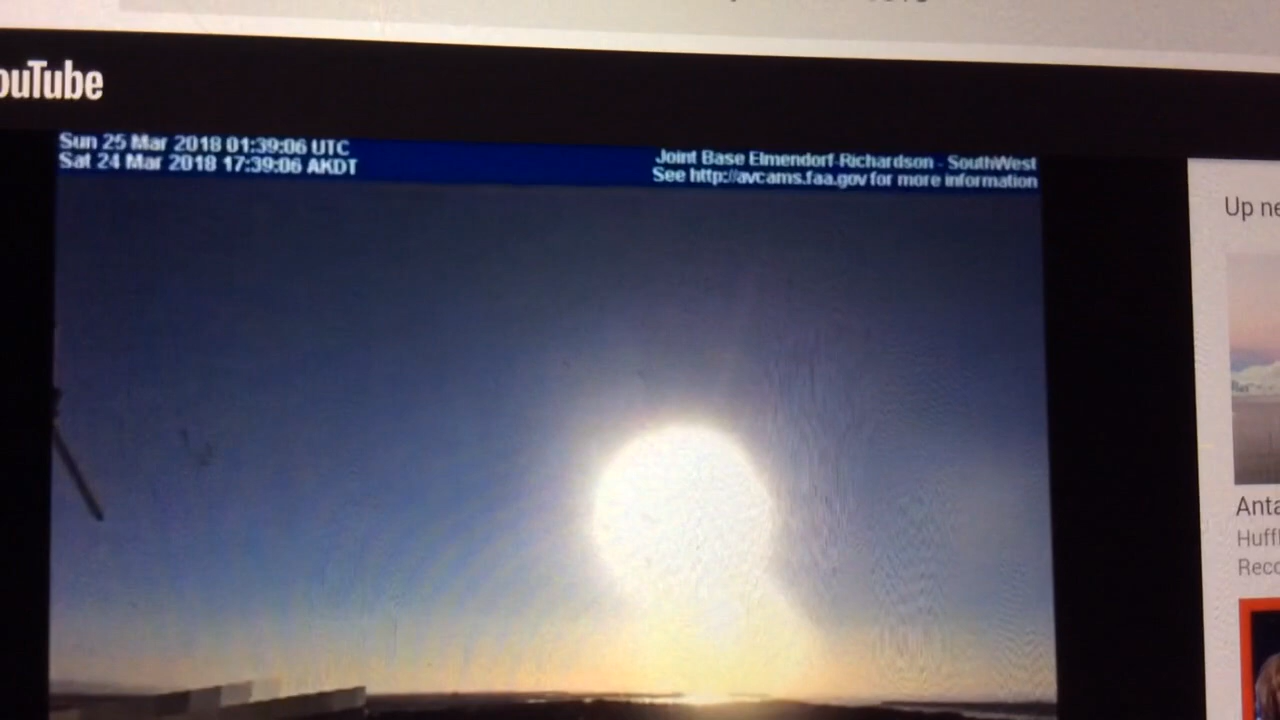 ouTube
Sun 25 Mar 2018 01:39:06 UTC
Sat 24 Mar 2018 17:39:06 AKDT
Joint Base Elmendorf-Richardson - SouthWest
See http://avcams.faa.gov for more information
Up ne
Anta
Huff
Reco